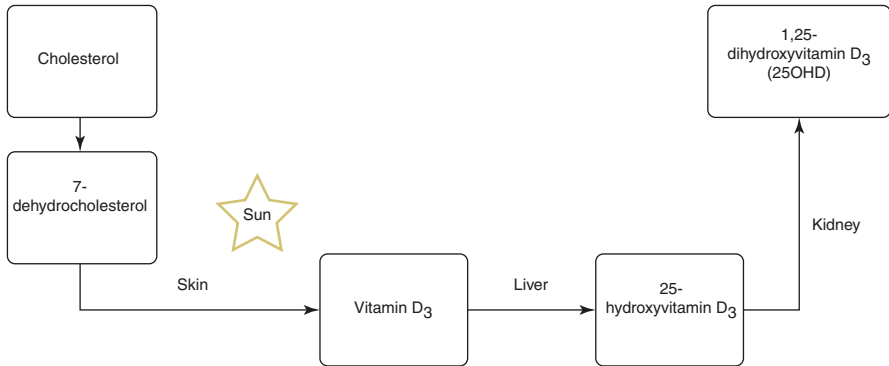 Cholesterol
7-
dehydrocholesterol
Sun
Skin
Vitamin D3
Liver
25-
hydroxyvitamin D3
Kidney
1,25-
dihydroxyvitamin D3
(25OHD)